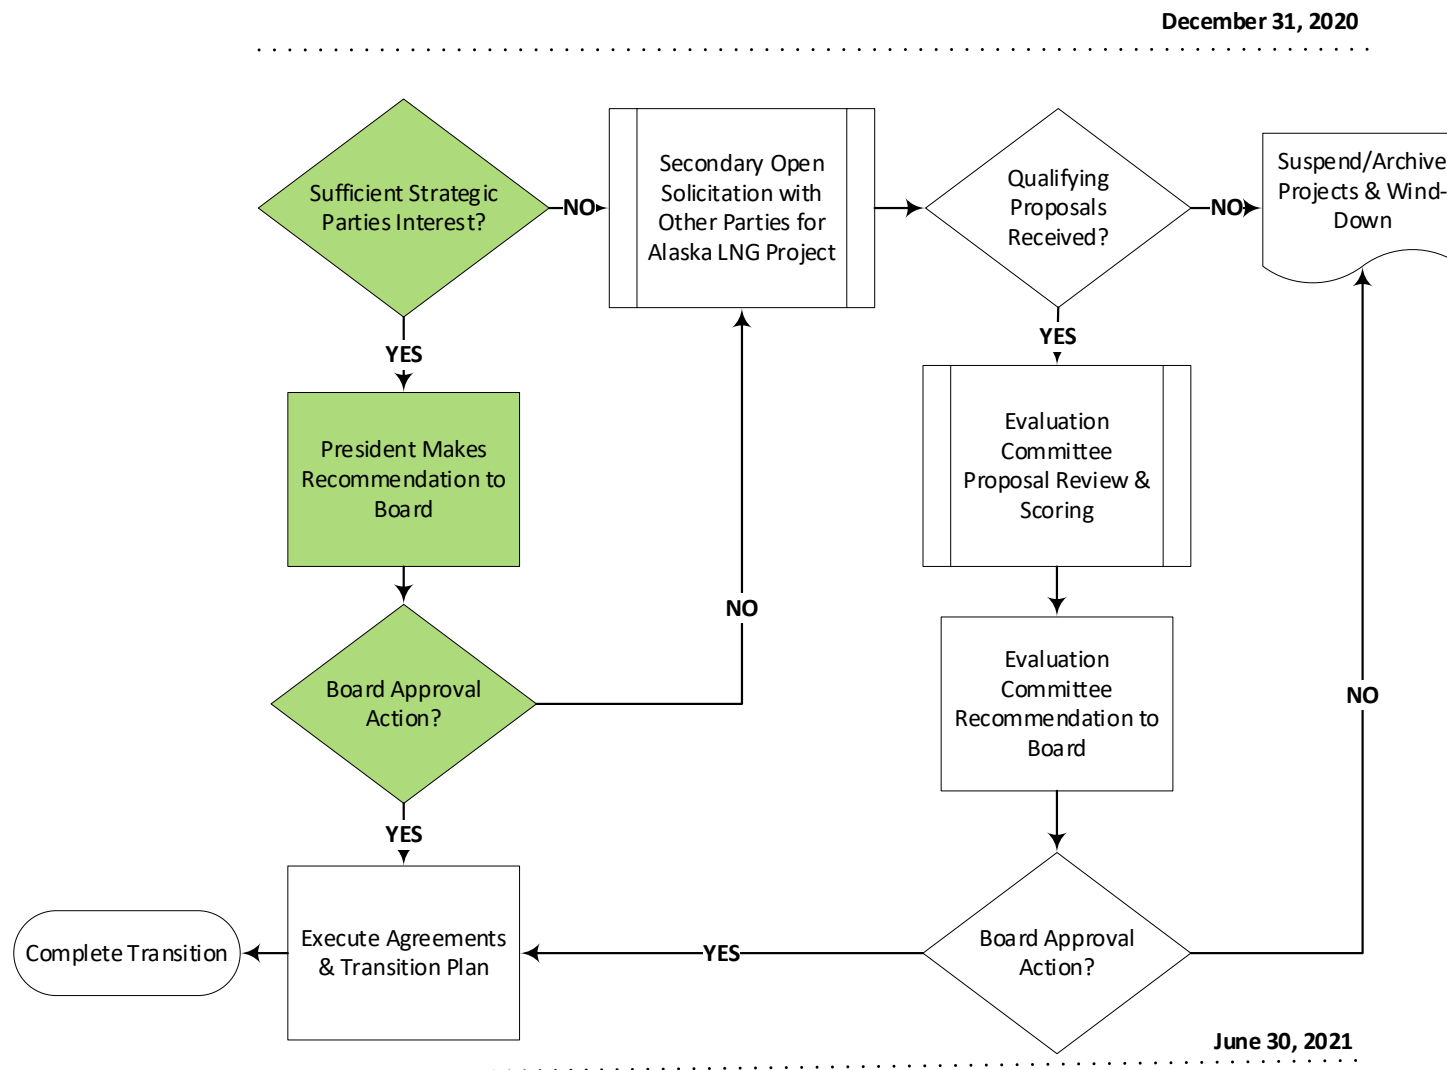 December 31, 2020
Sufficient Strategic
Parties Interest?
NO
Secondary Open
Solicitation with
Other Parties for
Alaska LNG Project
Qualifying
Proposals
Received?
NO
Suspend/Archive
Projects & Wind-
Down
YES
YES
President Makes
Recommendation to
Board
Evaluation
Committee
Proposal Review &
Scoring
NO
Board Approval
Action?
Evaluation
Committee
Recommendation to
Board
NO
YES
Complete Transition
Execute Agreements
& Transition Plan
YES
Board Approval
Action?
June 30, 2021